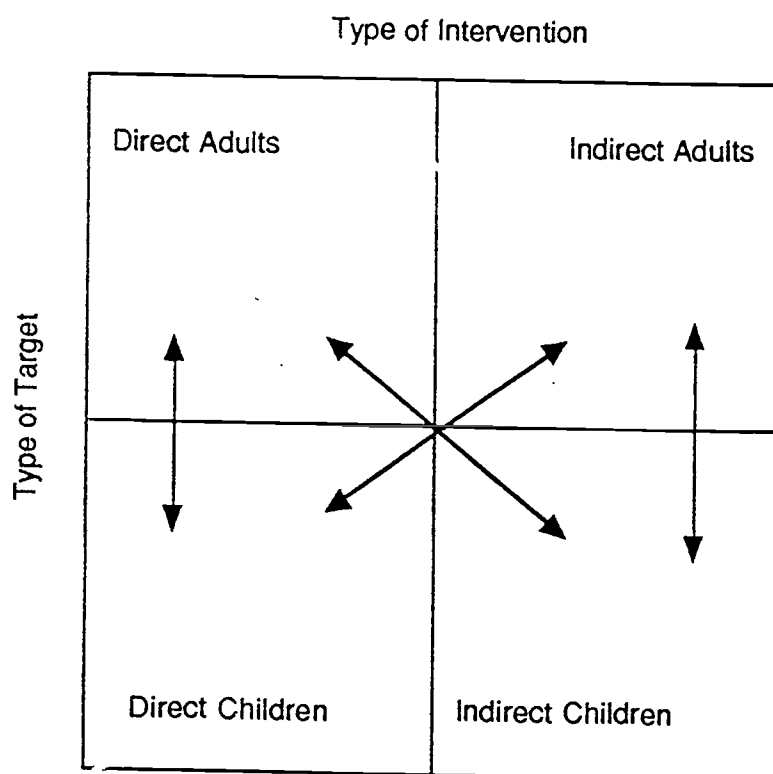 Type of Intervention
Direct Adults
Indirect Adults
Type of Target
Direct Children
Indirect Children